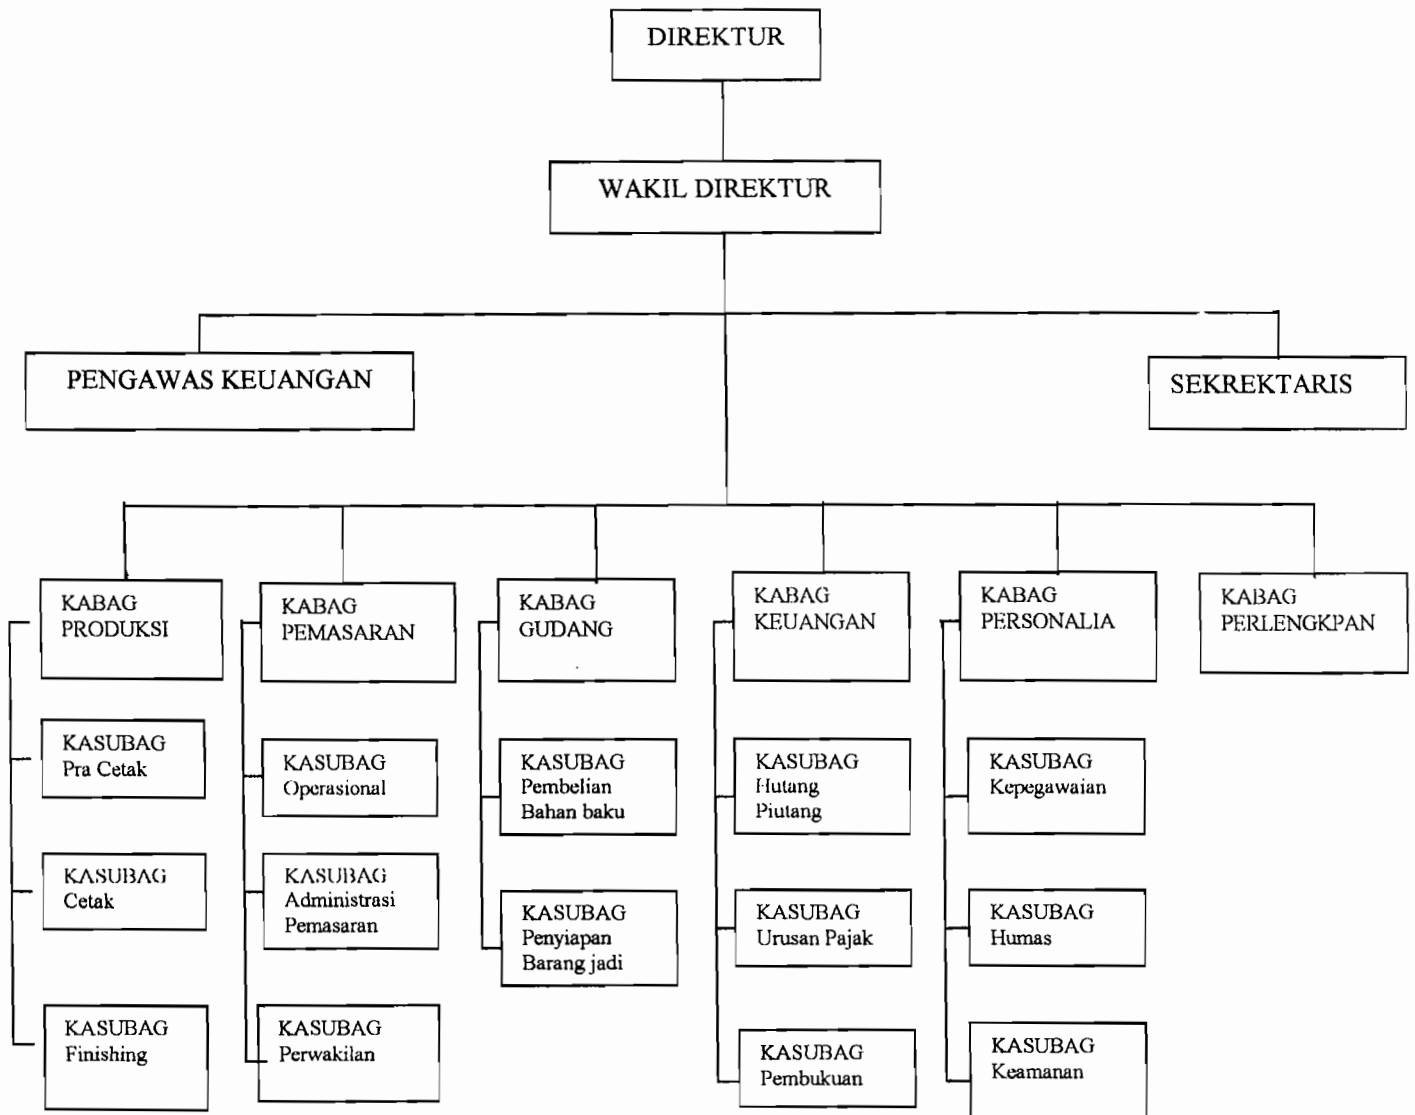 DIREKTUR
WAKIL DIREKTUR
PENGAWAS KEUANGAN
SEKREKTARIS
KABAG
PRODUKSI
KABAG
PEMASARAN
KABAG
GUDANG
KABAG
KEUANGAN
KABAG
PERSONALIA
KABAG
PERLENGKPAN
KASUBAG
Pra Cetak
KASUBAG
Operasional
KASUBAG
Pembelian
Bahan baku
KASUBAG
Hutang
Piutang
KASUBAG
Kepegawaian
KASUBAG
Cetak
KASUBAG
Administrasi
Pemasaran
KASUBAG
Penyiapan
Barang jadi
KASUBAG
Urusan Pajak
KASUBAG
Humas
KASUBAG
Finishing
KASUBAG
Perwakilan
KASUBAG
Pembukuan
KASUBAG
Keamanan